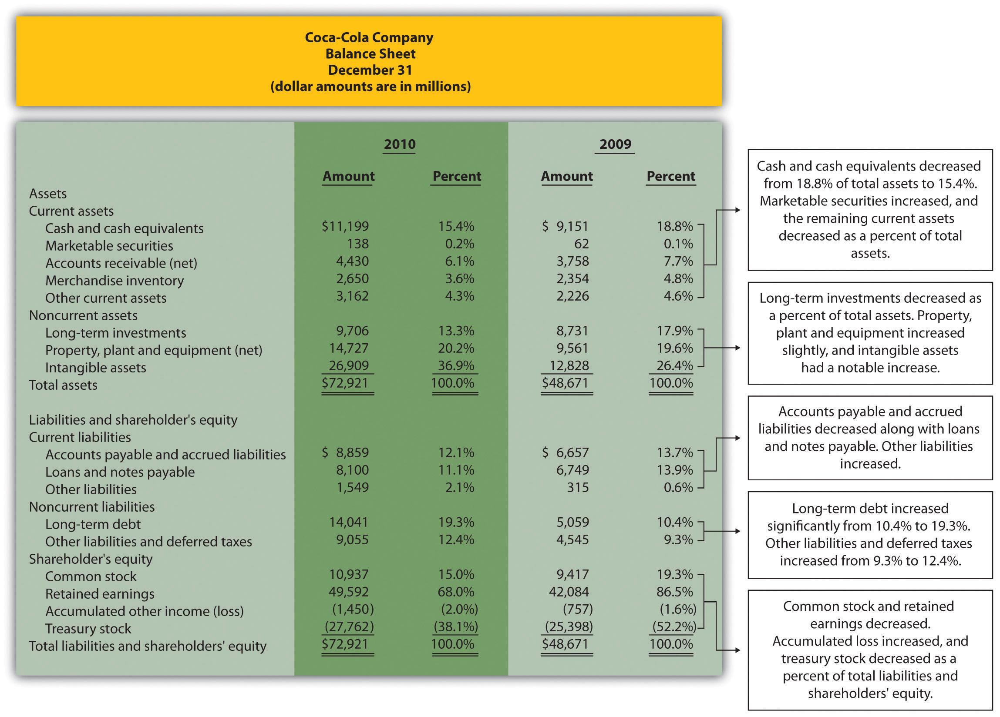 Coca-Cola Company
Balance Sheet
December 31
(dollar amounts are in millions)
2010 2009
Amount Percent Amount Percent
Assets
Current assets
Cash and cash equivalents $11,199 15.4% $ 9,151 18.8%
Marketable securities 138 0.2% 62 0.1%
Accounts receivable (net) 4,430 6.1% 3,758 7.7%
Merchandise inventory 2,650 3.6% 2,354 4.8%
Other current assets 3,162 4.3% 2,226 4.6%
Noncurrent assets
Long-term investments 9,706 13.3% 8,731 17.9%
Property, plant and equipment (net) 14,727 20.2% 9,561 19.6%
Intangible assets 26,909 36.9% 12,828 26.4%
Total assets $72,921 100.0% $48,671 100.0%
Liabilities and shareholder's equity
Current liabilities
Accounts payable and accrued liabilities $ 8,859 12.1% $ 6,657 13.7%
Loans and notes payable 8,100 11.1% 6,749 13.9%
Other liabilities 1,549 2.1% 315 0.6%
Noncurrent liabilities
Long-term debt 14,041 19.3% 5,059 10.4%
Other liabilities and deferred taxes 9,055 12.4% 4,545 9.3%
Shareholder's equity
Common stock 10,937 15.0% 9,417 19.3%
Retained earnings 49,592 68.0% 42,084 86.5%
Accumulated other income (loss) (1,450) (2.0%) (757) (1.6%)
Treasury stock (27,762) (38.1%) (25,398) (52.2%)
Total liabilities and shareholders' equity $72,921 100.0% $48,671 100.0%
Cash and cash equivalents decreased
from 18.8% of total assets to 15.4%.
Marketable securities increased, and
the remaining current assets
decreased as a percent of total
assets.
Long-term investments decreased as
a percent of total assets. Property,
plant and equipment increased
slightly, and intangible assets
had a notable increase.
Accounts payable and accrued
liabilities decreased along with loans
and notes payable. Other liabilities
increased.
Long-term debt increased
significantly from 10.4% to 19.3%.
Other liabilities and deferred taxes
increased from 9.3% to 12.4%.
Common stock and retained
earnings decreased.
Accumulated loss increased, and
treasury stock decreased as a
percent of total liabilities and
shareholders' equity.